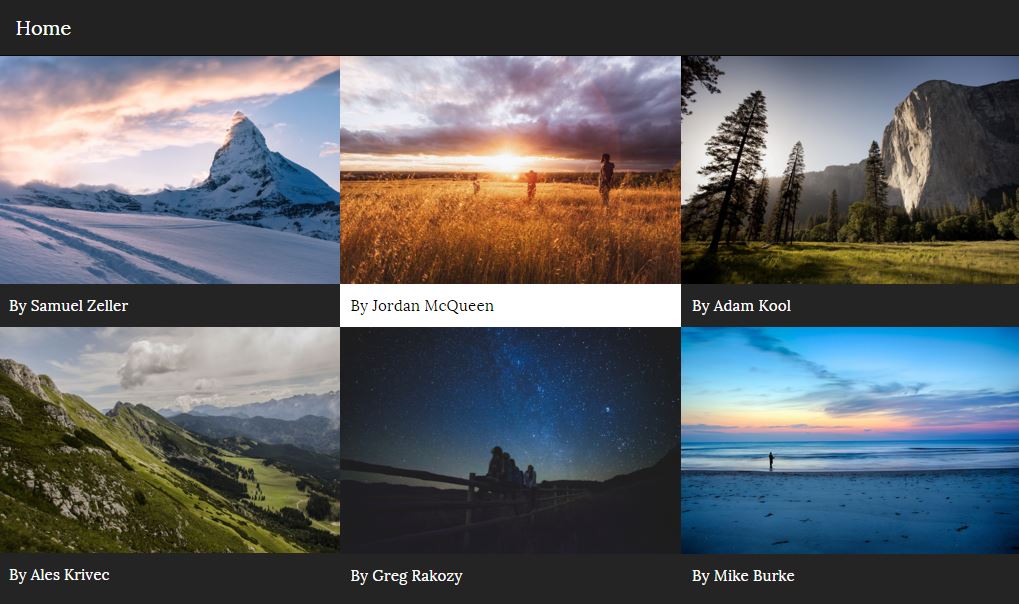 Home
By Samuel Zeller
By Jordan McQueen
By Adam Kool
By Ales Krivec
By Greg Rakozy
By Mike Burke